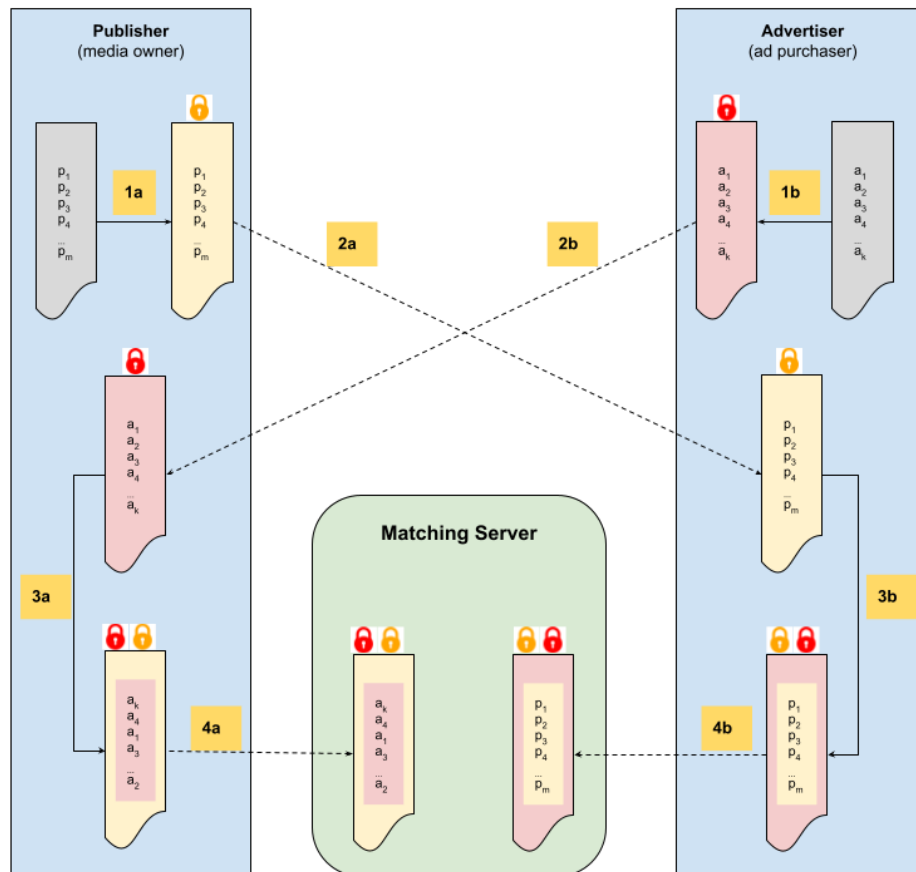 Publisher
(media owner)
Advertiser
(ad purchaser)
p1
p2
p3
p4
...
pm
1a
p1
p2
p3
p4
...
pm
2a
2b
a1
a2
a3
a4
...
ak
1b
a1
a2
a3
a4
...
ak
a1
a2
a3
a4
...
ak
p1
p2
p3
p4
...
pm
Matching Server
3a
3b
ak
a4
a1
a3
...
a2
4a
ak
a4
a1
a3
...
a2
p1
p2
p3
p4
...
pm
4b
p1
p2
p3
p4
...
pm